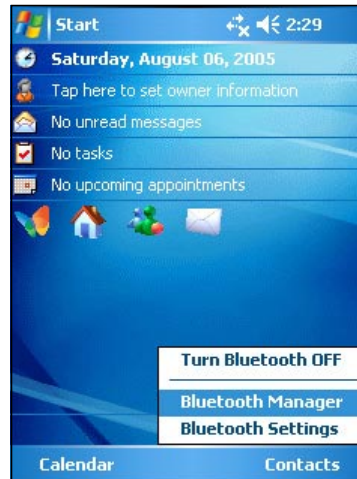 Start 2:29
Saturday, August 06, 2005
Tap here to set owner information
No unread messages
No tasks
No upcoming appointments
Turn Bluetooth OFF
Bluetooth Manager
Bluetooth Settings
Calendar Contacts